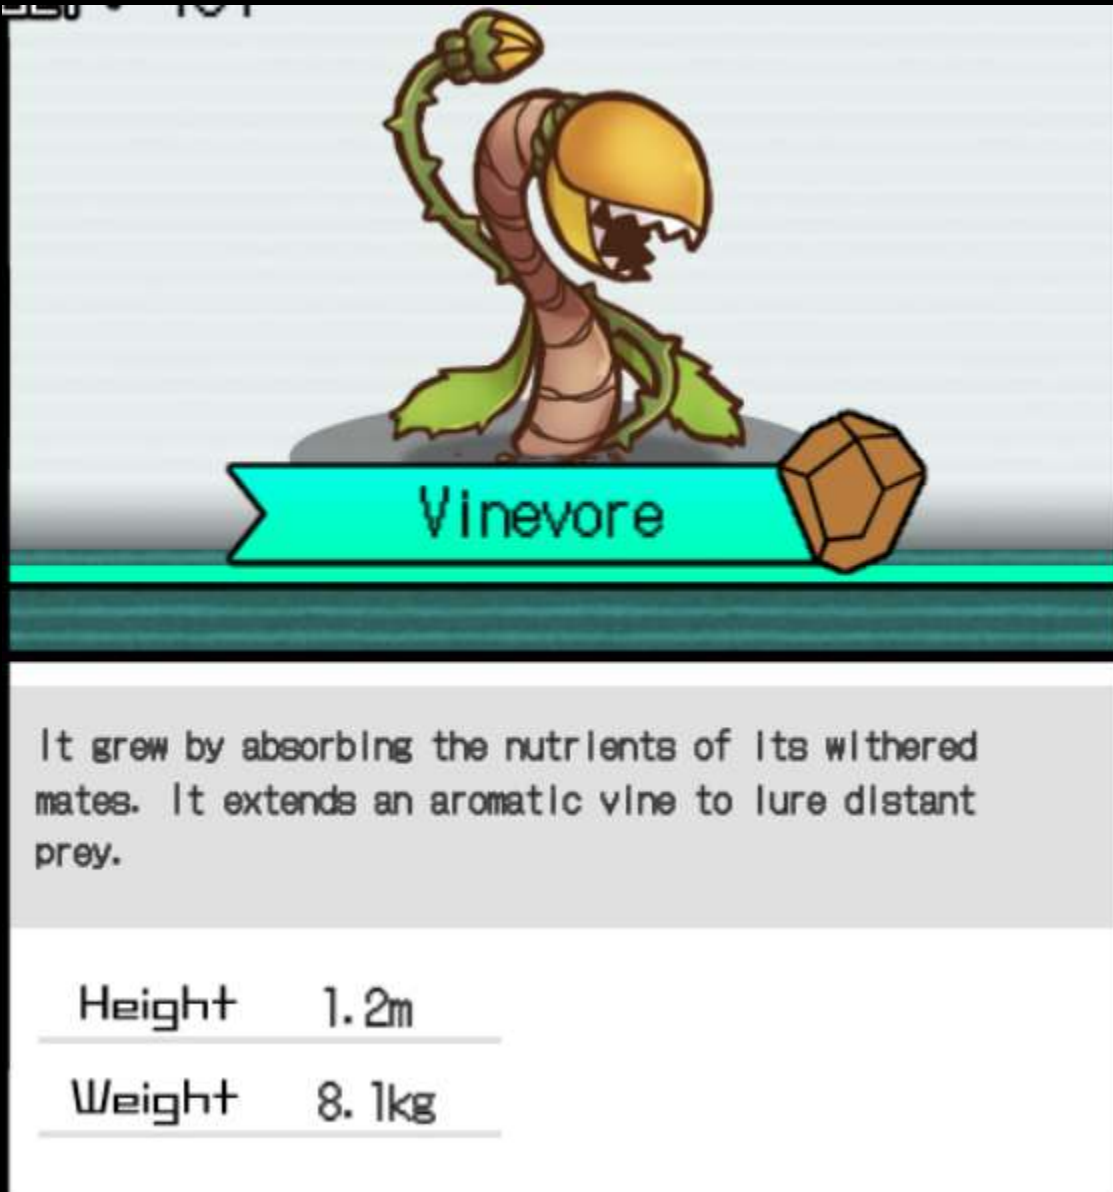 Vinevore
It grew by absorbing the nutrients of its withered
mates. It extends an aromatic vine to lure distant
prey.
Height 1.2m
Weight 8.1kg